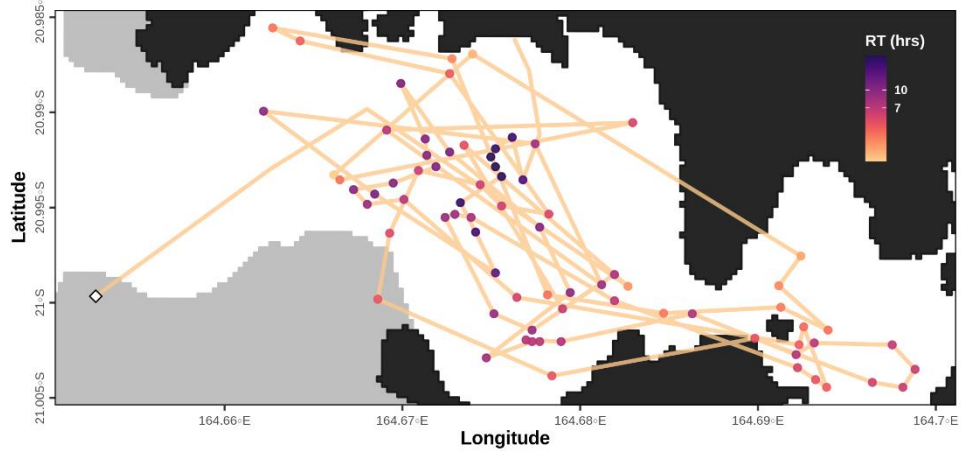 20.985◦S
20.99◦S
20.995◦S
21◦S
21.005◦S
Latitude
RT (hrs)
10
7
164.66◦E
164.67◦E
164.68◦E
164.69◦E
164.7◦E
Longitude